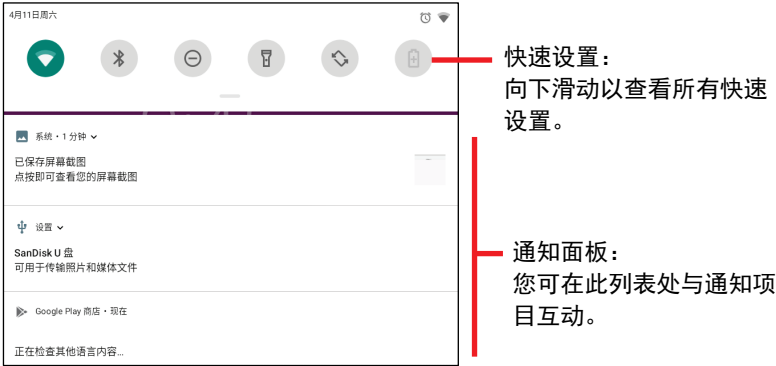 4月11日周六
快速设置：
向下滑动以查看所有快速
设置。
系统 • 1 分钟
已保存屏幕截图
点按即可查看您的屏幕截图
设置
SanDisk U 盘
可用于传输照片和媒体文件
通知面板：
您可在此列表处与通知项
目互动。
Google Play 商店 • 现在
正在检查其他语言内容...